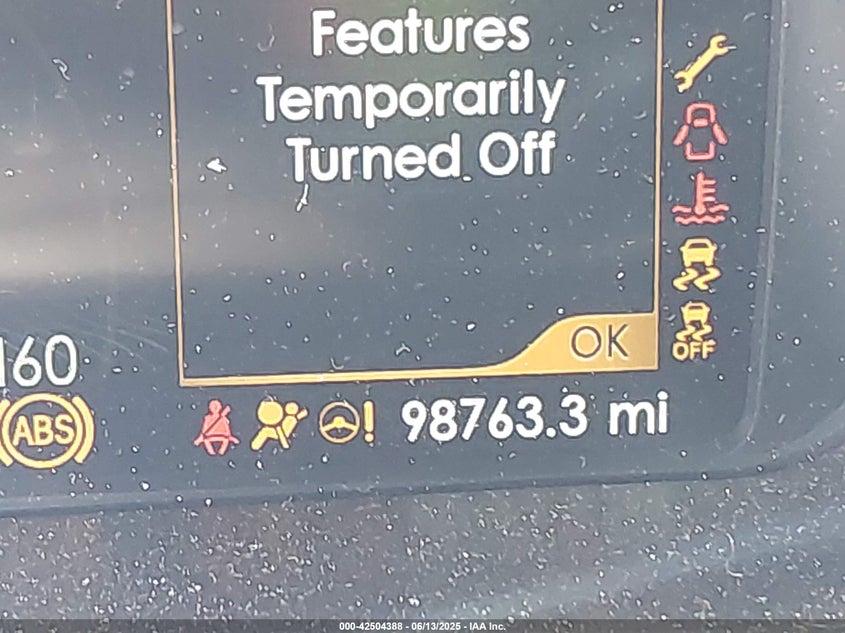 Features
Temporarily
Turned Off
OK
OFF
160
ABS
98763.3 mi
000-42504388 - 06/13/2025 - IAA Inc.